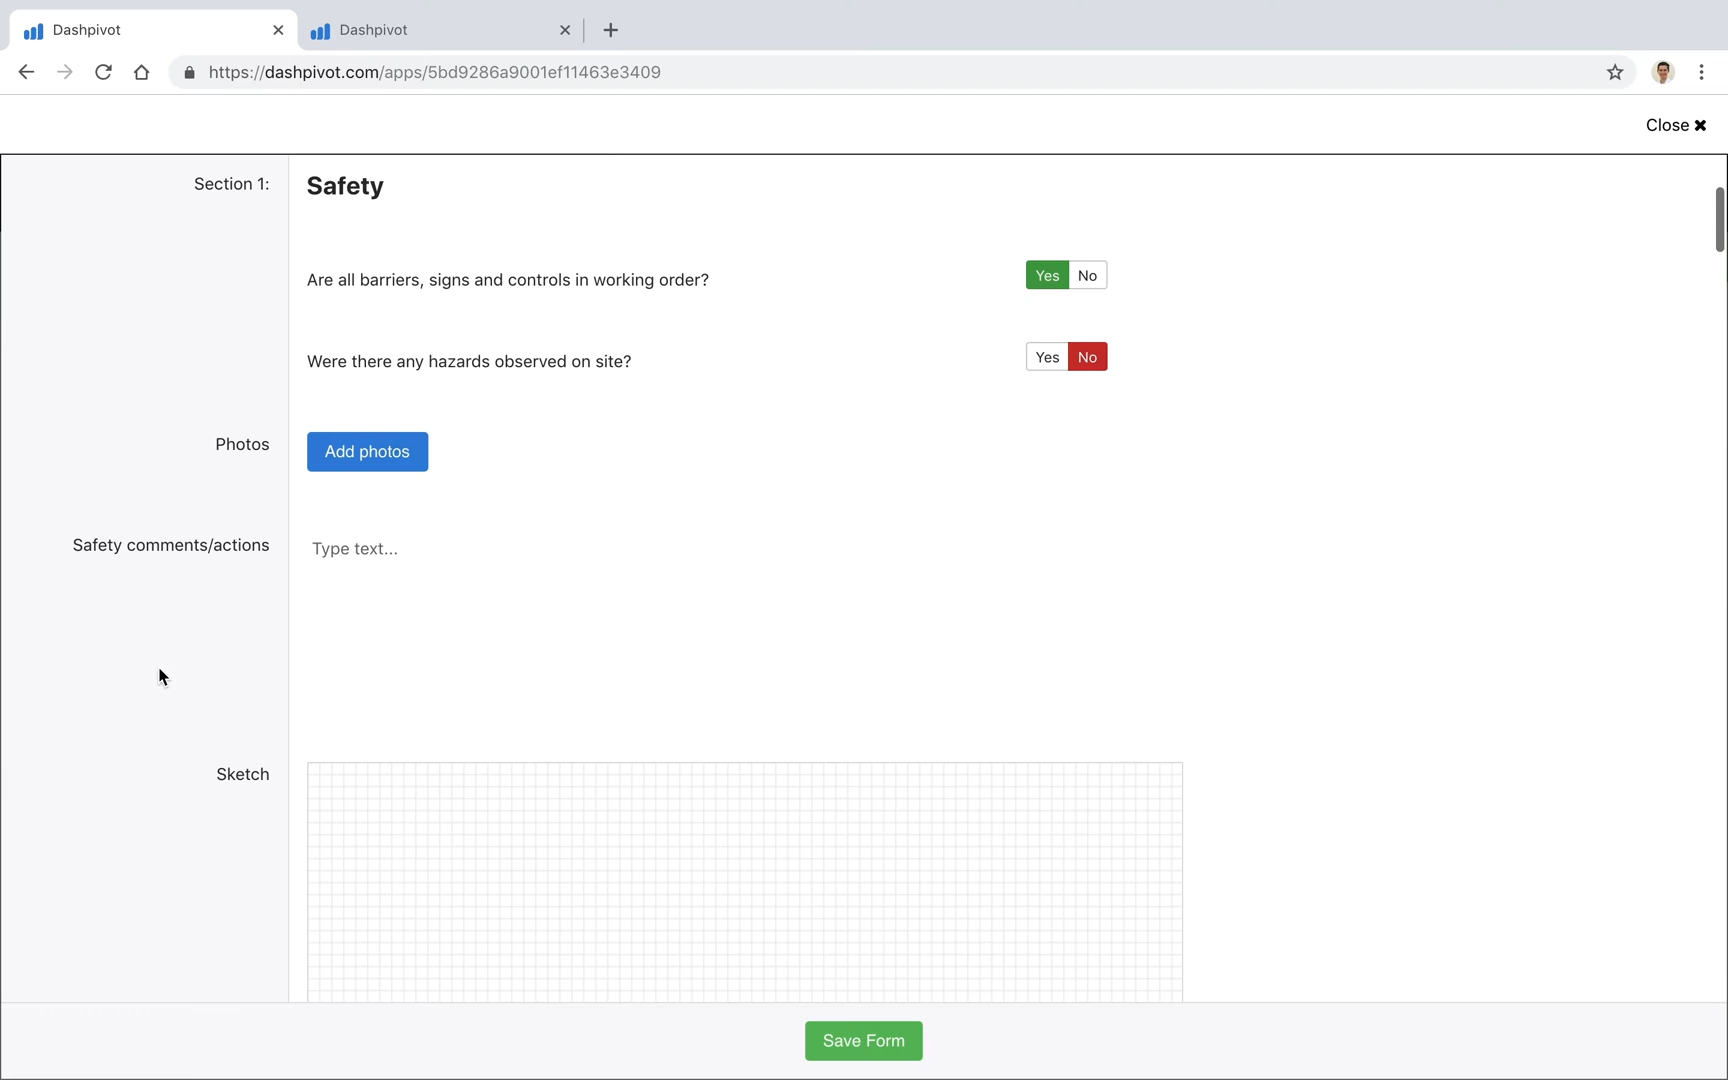 Dashpivot
Dashpivot
https://dashpivot.com/apps/5bd9286a9001ef11463e3409
Close
Section 1:
Safety
Are all barriers, signs and controls in working order?
Yes No
Were there any hazards observed on site?
Yes No
Photos
Add photos
Safety comments/actions
Type text...
Sketch
Save Form